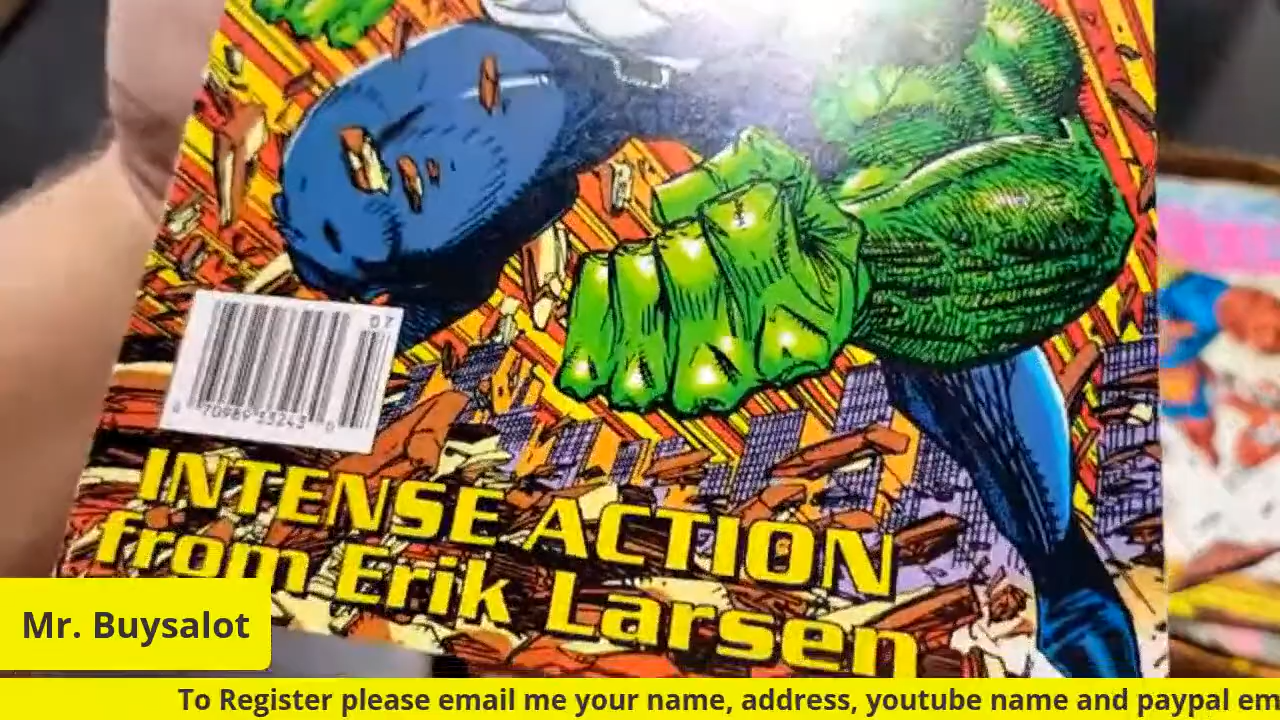 07
INTENSE ACTION
from Erik Larsen
Mr. Buysalot
To Register please email me your name, address, youtube name and paypal em